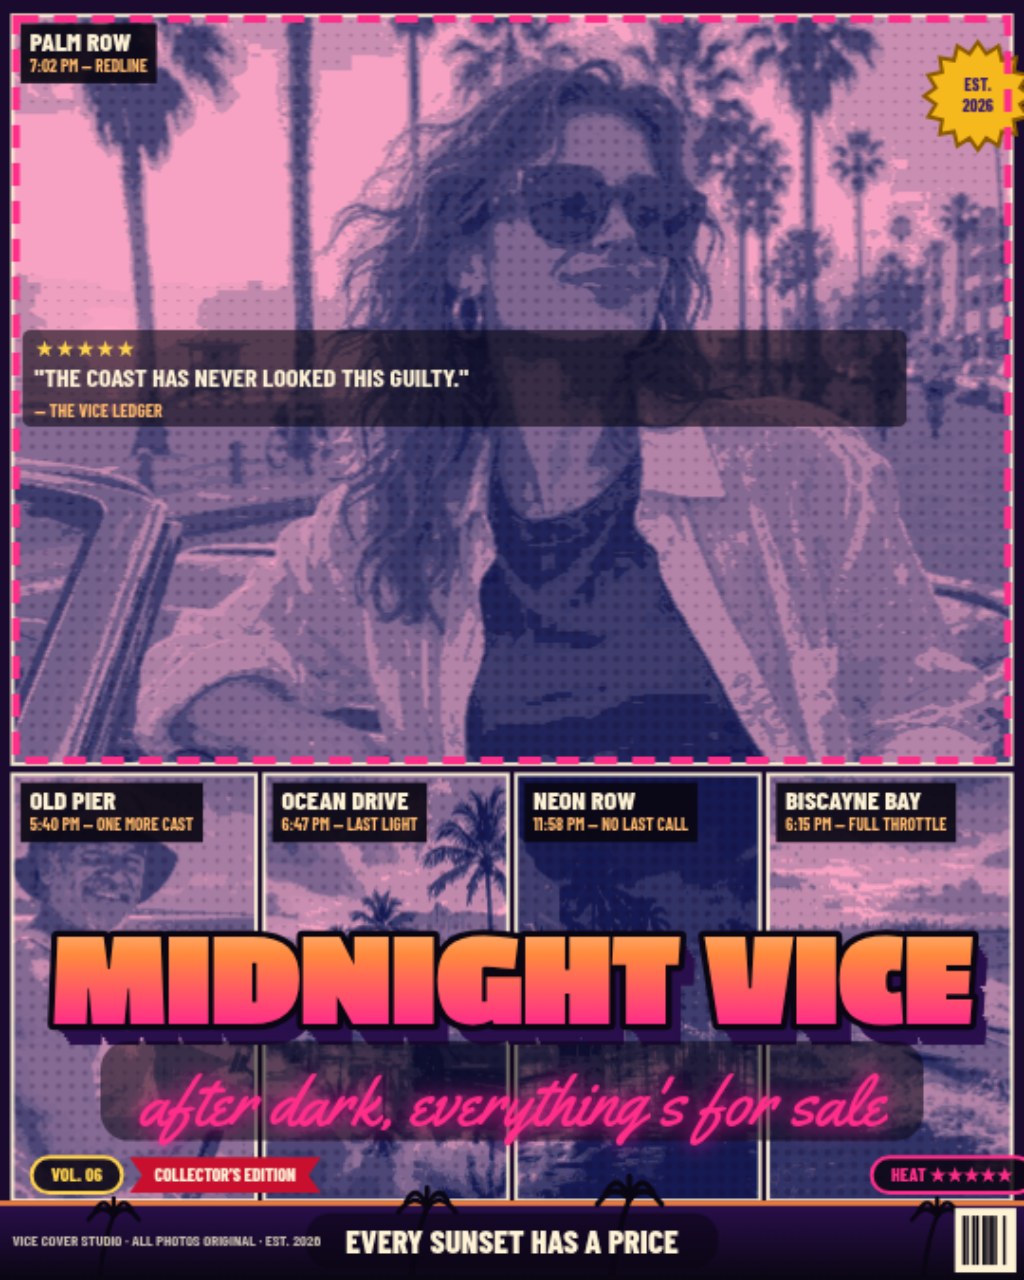 PALM ROW
7:02 PM – REDLINE
EST.
2026
★★★★★
"THE COAST HAS NEVER LOOKED THIS GUILTY."
– THE VICE LEDGER
OLD PIER
5:40 PM – ONE MORE CAST
OCEAN DRIVE
6:47 PM – LAST LIGHT
NEON ROW
11:58 PM – NO LAST CALL
BISCAYNE BAY
6:15 PM – FULL THROTTLE
MIDNIGHT VICE
after dark, everything's for sale
VOL. 06
COLLECTOR'S EDITION
HEAT ★★★★★
VICE COVER STUDIO · ALL PHOTOS ORIGINAL · EST. 2026
EVERY SUNSET HAS A PRICE